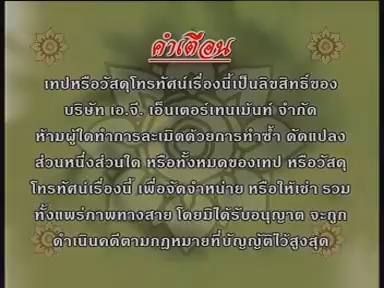 คำเตือน
เทปหรือวัสดุโทรทัศน์เรื่องนี้เป็นลิขสิทธิ์ของ
บริษัท เอ.จี. เอ็นเตอร์เทนเม้นท์ จำกัด
ห้ามผู้ใดทำการละเมิดด้วยการทำซ้ำ ดัดแปลง
ส่วนหนึ่งส่วนใด หรือทั้งหมดของเทป หรือวัสดุ
โทรทัศน์เรื่องนี้ เพื่อจัดจำหน่าย หรือให้เช่า รวม
ทั้งแพร่ภาพทางสาย โดยมิได้รับอนุญาต จะถูก
ดำเนินคดีตามกฎหมายที่บัญญัติไว้สูงสุด